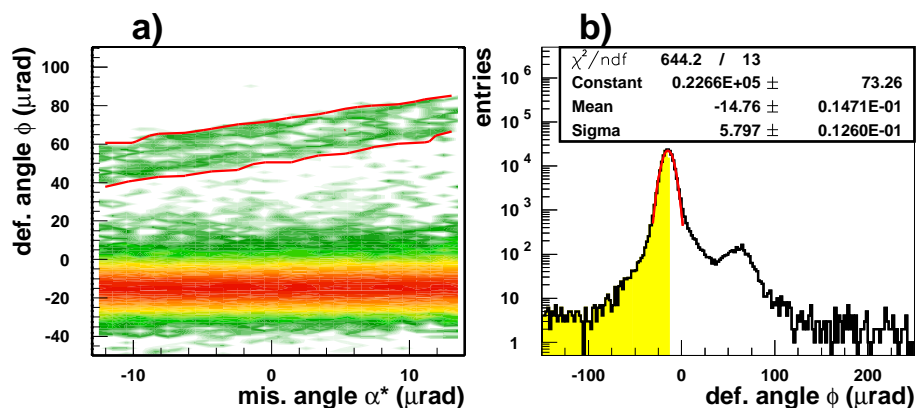 a)
def. angle ϕ (μrad)
100
80
60
40
20
0
-20
-40
-10
0
10
mis. angle α* (μrad)
b)
entries
χ²/ndf 644.2 / 13
Constant 0.2266E+05 ± 73.26
Mean -14.76 ± 0.1471E-01
Sigma 5.797 ± 0.1260E-01
10⁶
10⁵
10⁴
10³
10²
10
1
-100
0
100
200
def. angle ϕ (μrad)